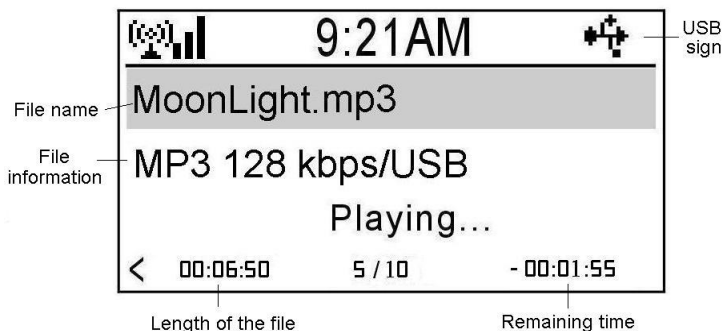 9:21AM
USB
sign
File name
MoonLight.mp3
File
information
MP3 128 kbps/USB
Playing...
< 00:06:50 5/10 - 00:01:55
Length of the file
Remaining time